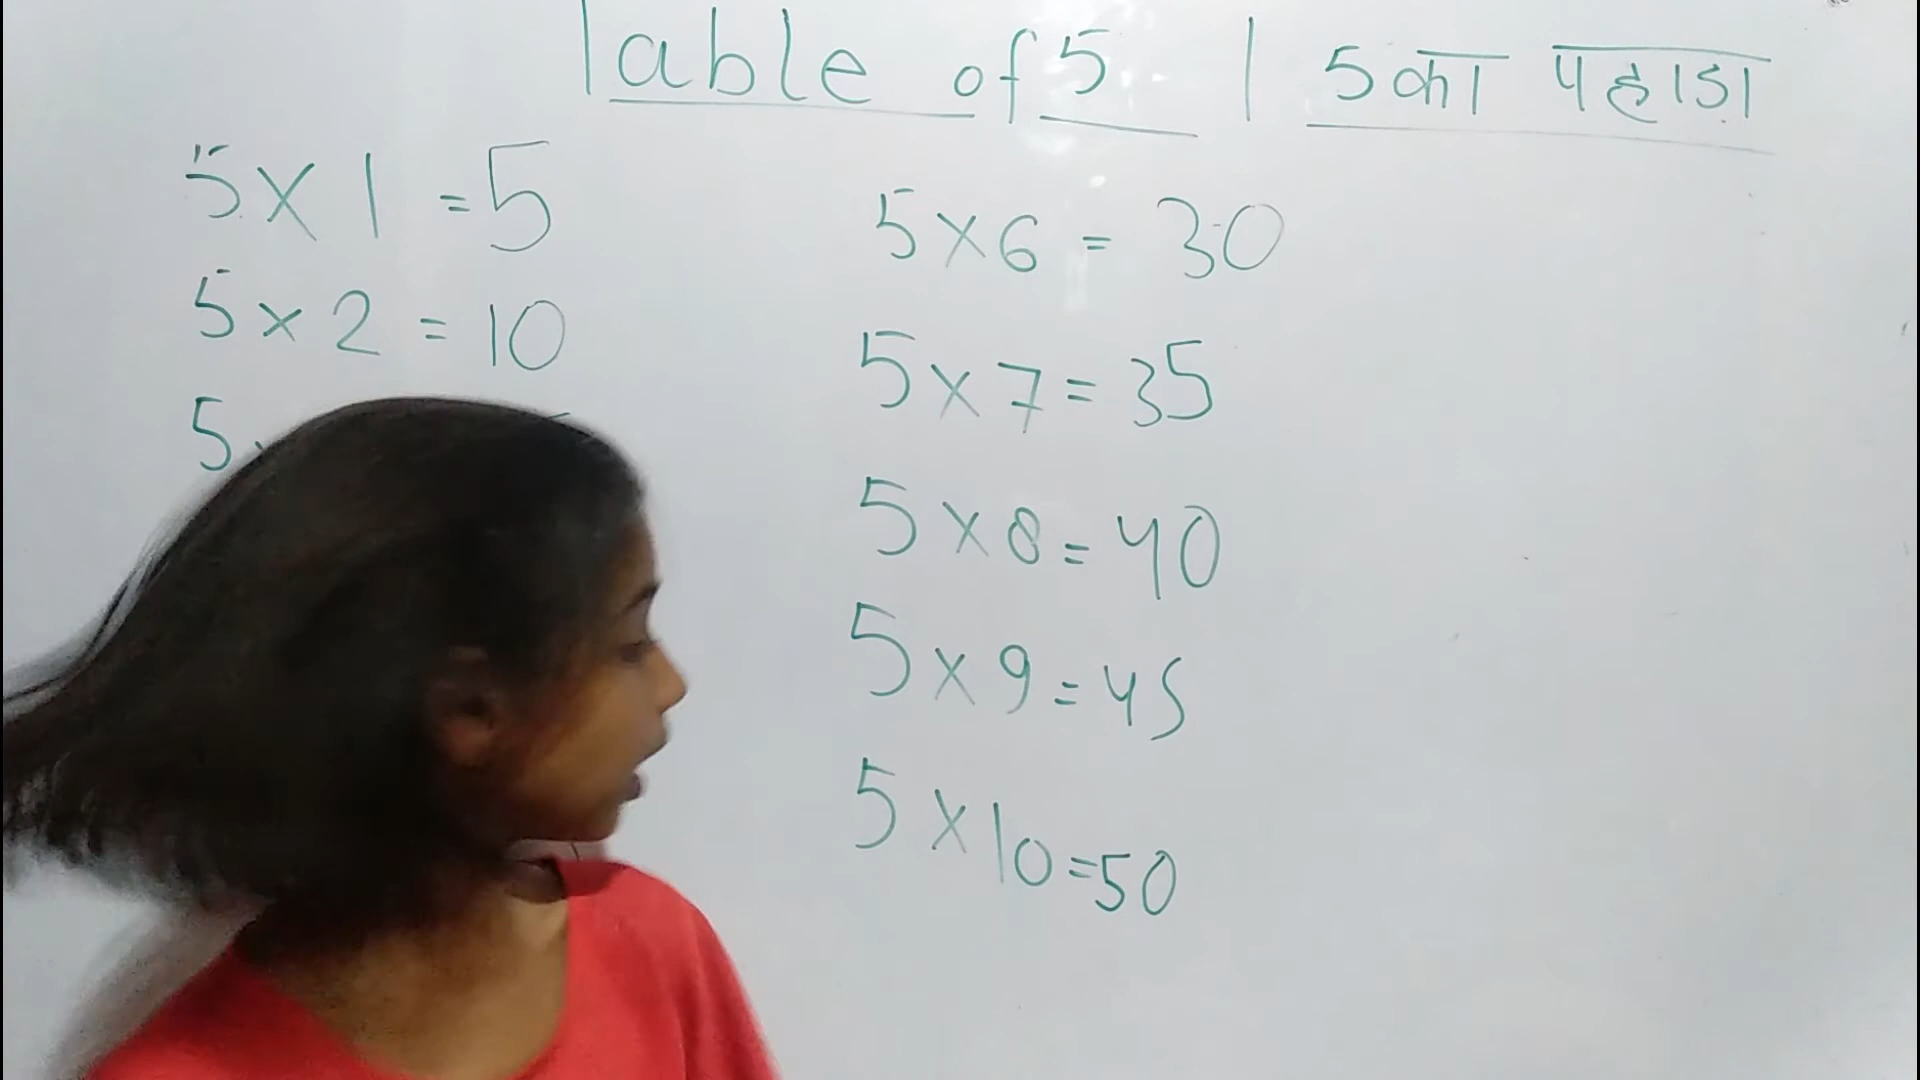 Table of 5 | 5 का पहाड़ा
5 × 1 = 5
5 × 2 = 10
5
5 × 6 = 30
5 × 7 = 35
5 × 8 = 40
5 × 9 = 45
5 × 10 = 50